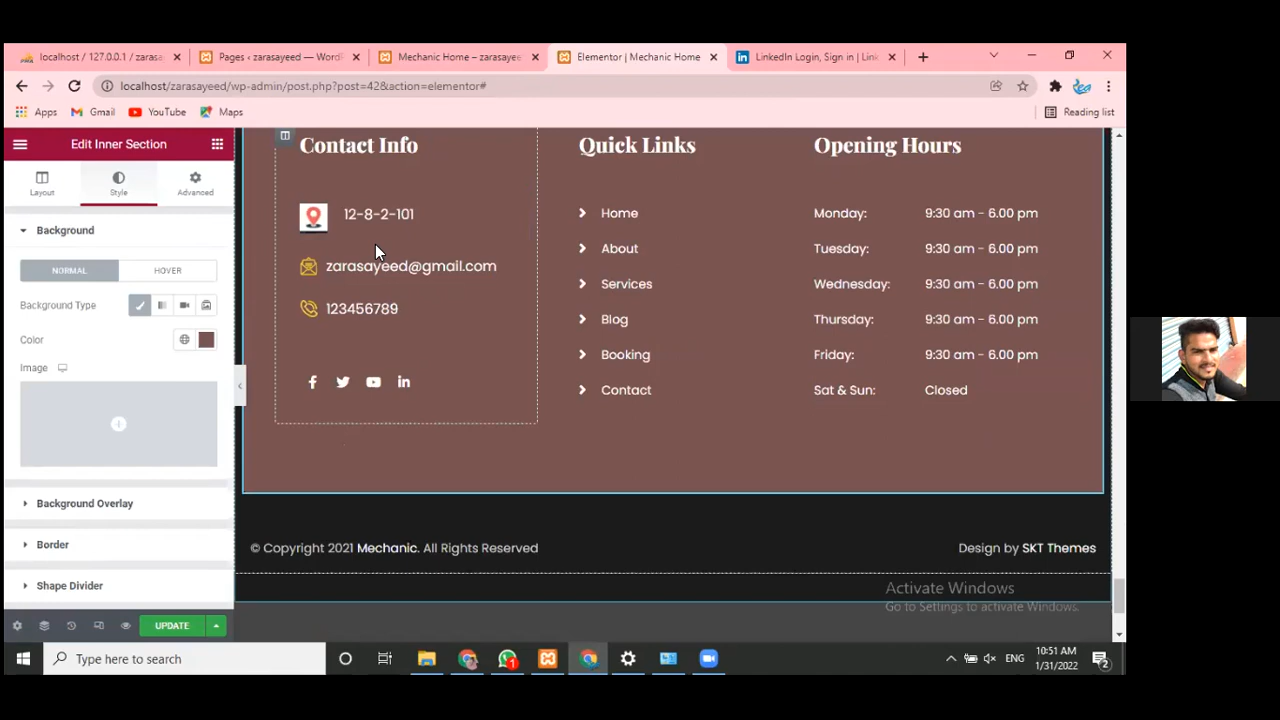 localhost / 127.0.0.1 / zarasa
Pages ‹ zarasayeed — WordP
Mechanic Home – zarasayee
Elementor | Mechanic Home
LinkedIn Login, Sign in | Link
localhost/zarasayeed/wp-admin/post.php?post=42&action=elementor#
Apps
Gmail
YouTube
Maps
Reading list
Edit Inner Section
Layout
Style
Advanced
Background
NORMAL
HOVER
Background Type
Color
Image
Background Overlay
Border
Shape Divider
UPDATE
Contact Info
12-8-2-101
zarasayeed@gmail.com
123456789
Quick Links
Home
About
Services
Blog
Booking
Contact
Opening Hours
Monday: 9:30 am - 6.00 pm
Tuesday: 9:30 am - 6.00 pm
Wednesday: 9:30 am - 6.00 pm
Thursday: 9:30 am - 6.00 pm
Friday: 9:30 am - 6.00 pm
Sat & Sun: Closed
© Copyright 2021 Mechanic. All Rights Reserved
Design by SKT Themes
Activate Windows
Go to Settings to activate Windows.
Type here to search
1
ENG
10:51 AM
1/31/2022
2